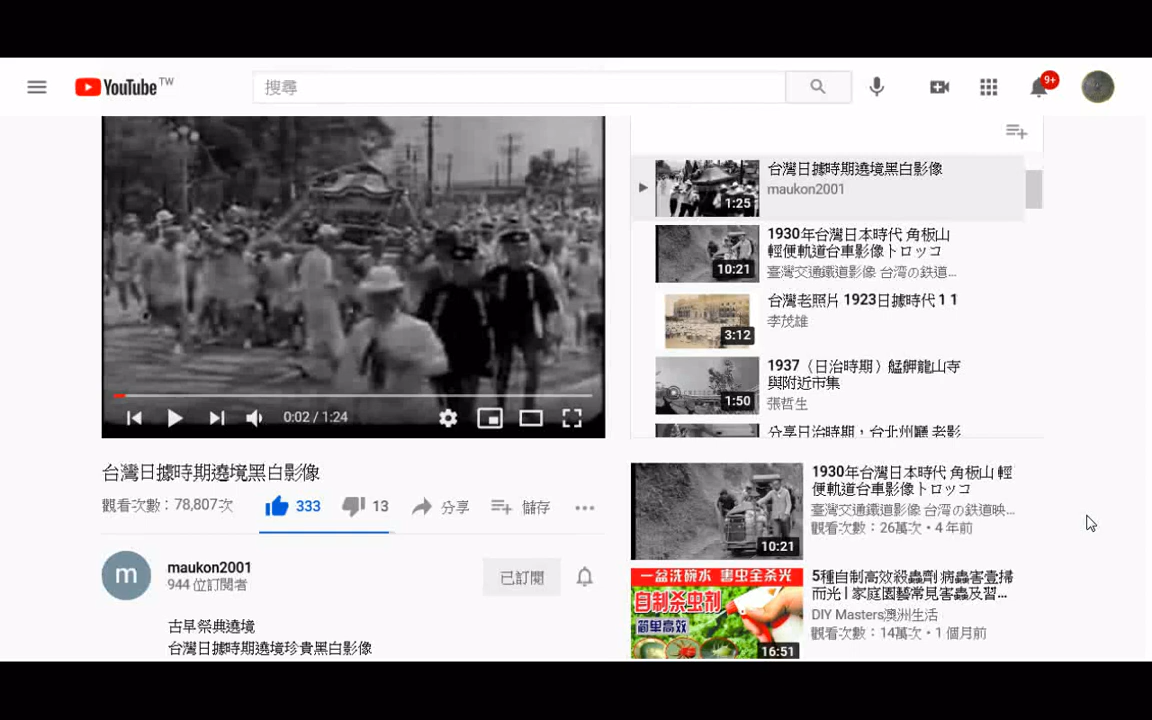 YouTube TW
搜尋
9+
台灣日據時期遶境黑白影像
maukon2001
1:25
1930年台灣日本時代 角板山
輕便軌道台車影像トロッコ
臺灣交通鐵道影像 台湾の鉄道...
10:21
台灣老照片 1923日據時代 1 1
李茂雄
3:12
1937（日治時期）艋舺龍山寺
與附近市集
張哲生
1:50
分享日治時期，台北州廳 老影
0:02 / 1:24
台灣日據時期遶境黑白影像
觀看次數：78,807次
333
13
分享
儲存
m
maukon2001
944 位訂閱者
已訂閱
古早祭典遶境
台灣日據時期遶境珍貴黑白影像
1930年台灣日本時代 角板山 輕
便軌道台車影像トロッコ
臺灣交通鐵道影像 台湾の鉄道映...
觀看次數：26萬次 • 4 年前
10:21
5種自制高效殺蟲劑 病蟲害壹掃
而光 | 家庭園藝常見害蟲及習...
DIY Masters澳洲生活
觀看次數：14萬次 • 1 個月前
一盆洗碗水 害虫全杀光
自制杀虫剂
简单高效
16:51